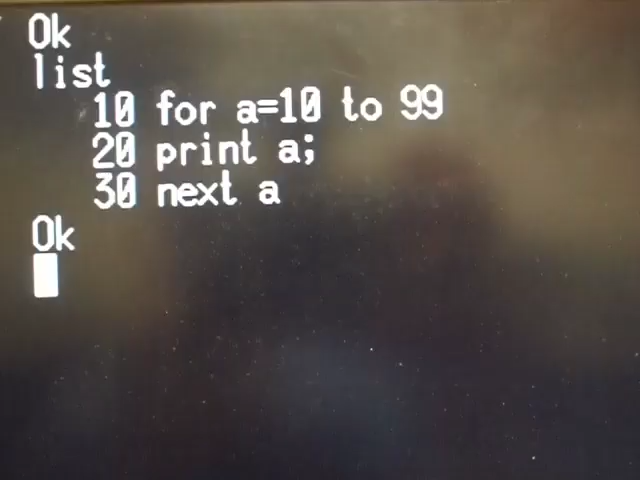 Ok
list
10 for a=10 to 99
20 print a;
30 next a
Ok